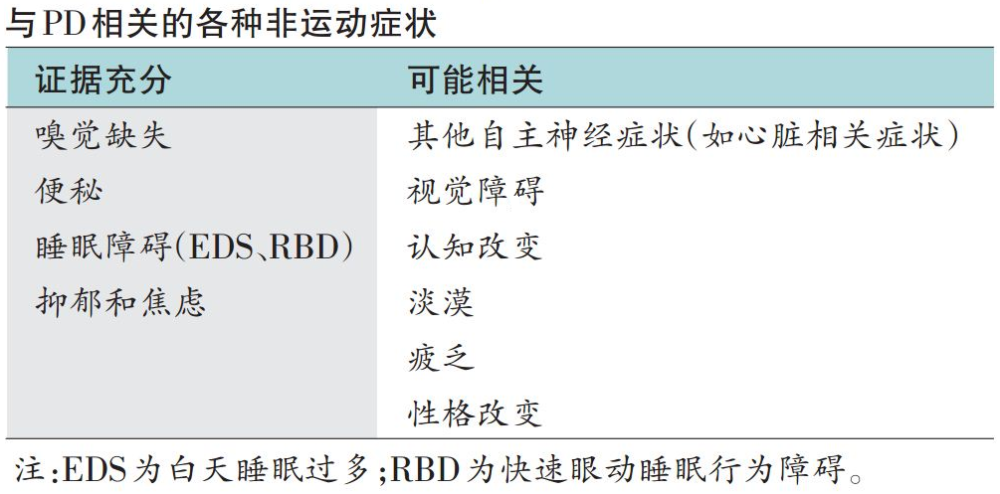 与PD相关的各种非运动症状
证据充分 可能相关
嗅觉缺失 其他自主神经症状(如心脏相关症状)
便秘 视觉障碍
睡眠障碍(EDS、RBD) 认知改变
抑郁和焦虑 淡漠
疲乏
性格改变
注:EDS为白天睡眠过多;RBD为快速眼动睡眠行为障碍。